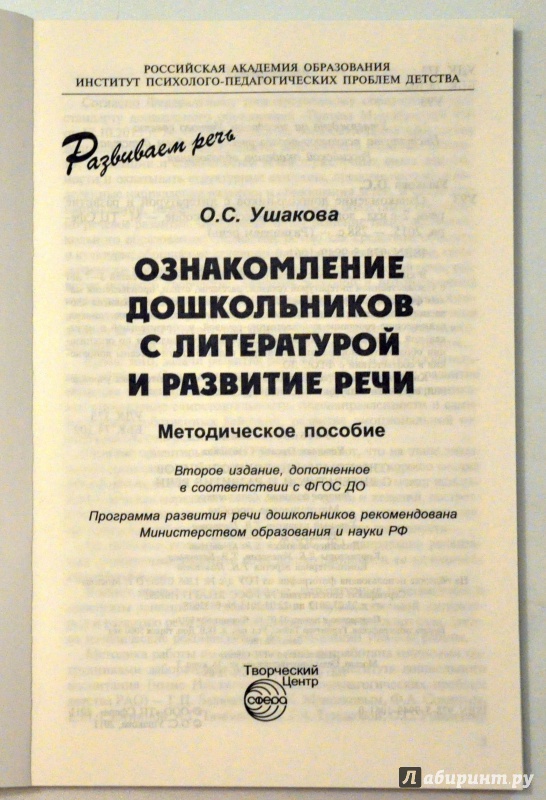 РОССИЙСКАЯ АКАДЕМИЯ ОБРАЗОВАНИЯ
ИНСТИТУТ ПСИХОЛОГО-ПЕДАГОГИЧЕСКИХ ПРОБЛЕМ ДЕТСТВА
Развиваем речь
О.С. Ушакова
ОЗНАКОМЛЕНИЕ
ДОШКОЛЬНИКОВ
С ЛИТЕРАТУРОЙ
И РАЗВИТИЕ РЕЧИ
Методическое пособие
Второе издание, дополненное
в соответствии с ФГОС ДО
Программа развития речи дошкольников рекомендована
Министерством образования и науки РФ
Творческий
Центр
сфера
Лабиринт.ру